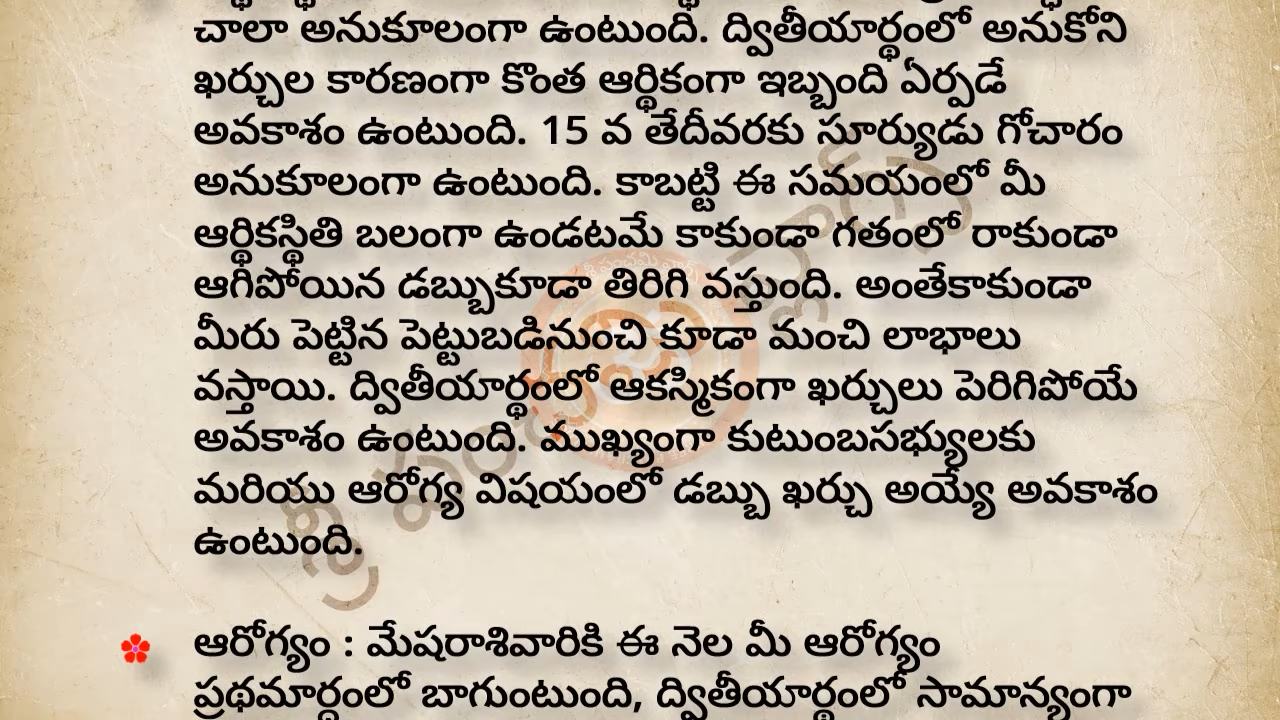 చాలా అనుకూలంగా ఉంటుంది. ద్వితీయార్థంలో అనుకోని
ఖర్చుల కారణంగా కొంత ఆర్థికంగా ఇబ్బంది ఏర్పడే
అవకాశం ఉంటుంది. 15 వ తేదీవరకు సూర్యుడు గోచారం
అనుకూలంగా ఉంటుంది. కాబట్టి ఈ సమయంలో మీ
ఆర్థికస్థితి బలంగా ఉండటమే కాకుండా గతంలో రాకుండా
ఆగిపోయిన డబ్బుకూడా తిరిగి వస్తుంది. అంతేకాకుండా
మీరు పెట్టిన పెట్టుబడినుంచి కూడా మంచి లాభాలు
వస్తాయి. ద్వితీయార్థంలో ఆకస్మికంగా ఖర్చులు పెరిగిపోయే
అవకాశం ఉంటుంది. ముఖ్యంగా కుటుంబసభ్యులకు
మరియు ఆరోగ్య విషయంలో డబ్బు ఖర్చు అయ్యే అవకాశం
ఉంటుంది.
ఆరోగ్యం : మేషరాశివారికి ఈ నెల మీ ఆరోగ్యం
ప్రథమార్ధంలో బాగుంటుంది, ద్వితీయార్థంలో సామాన్యంగా